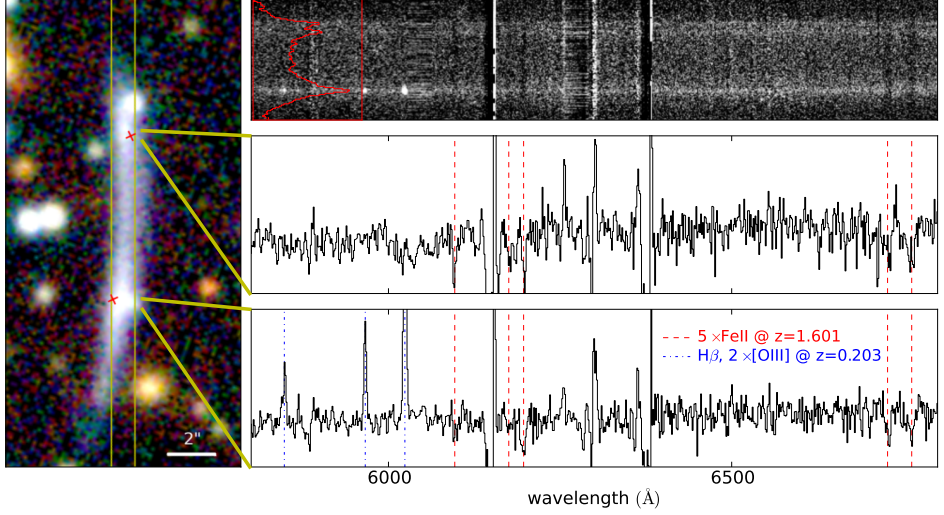 5 ×FeII @ z=1.601
Hβ, 2 ×[OIII] @ z=0.203
2"
6000
6500
wavelength (Å)